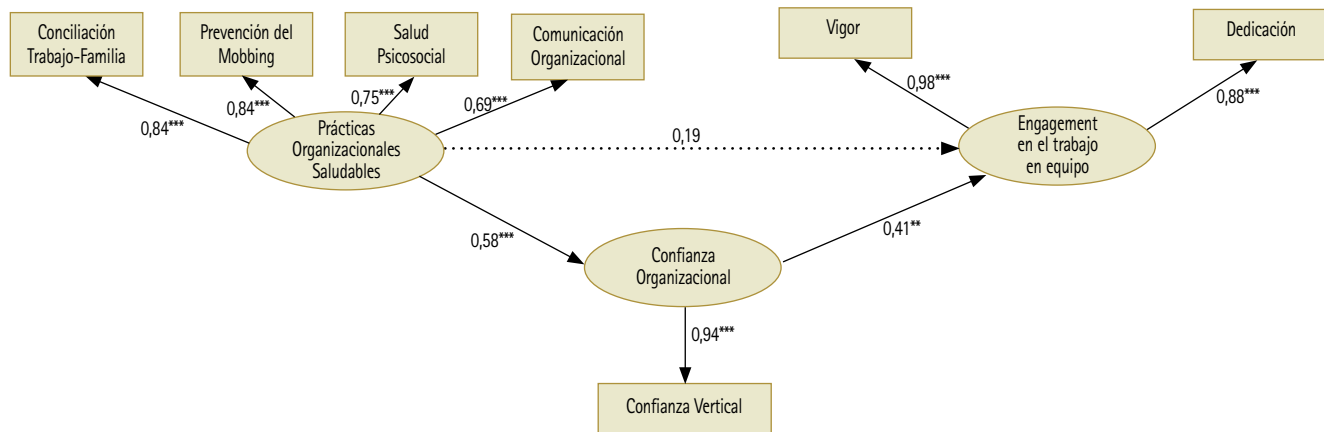 Conciliación
Trabajo-Familia
Prevención del
Mobbing
Salud
Psicosocial
Comunicación
Organizacional
Vigor
Dedicación
0,84***
0,84***
0,75***
0,69***
0,98***
0,88***
Prácticas
Organizacionales
Saludables
0,19
Engagement
en el trabajo
en equipo
0,58***
0,41**
Confianza
Organizacional
0,94***
Confianza Vertical